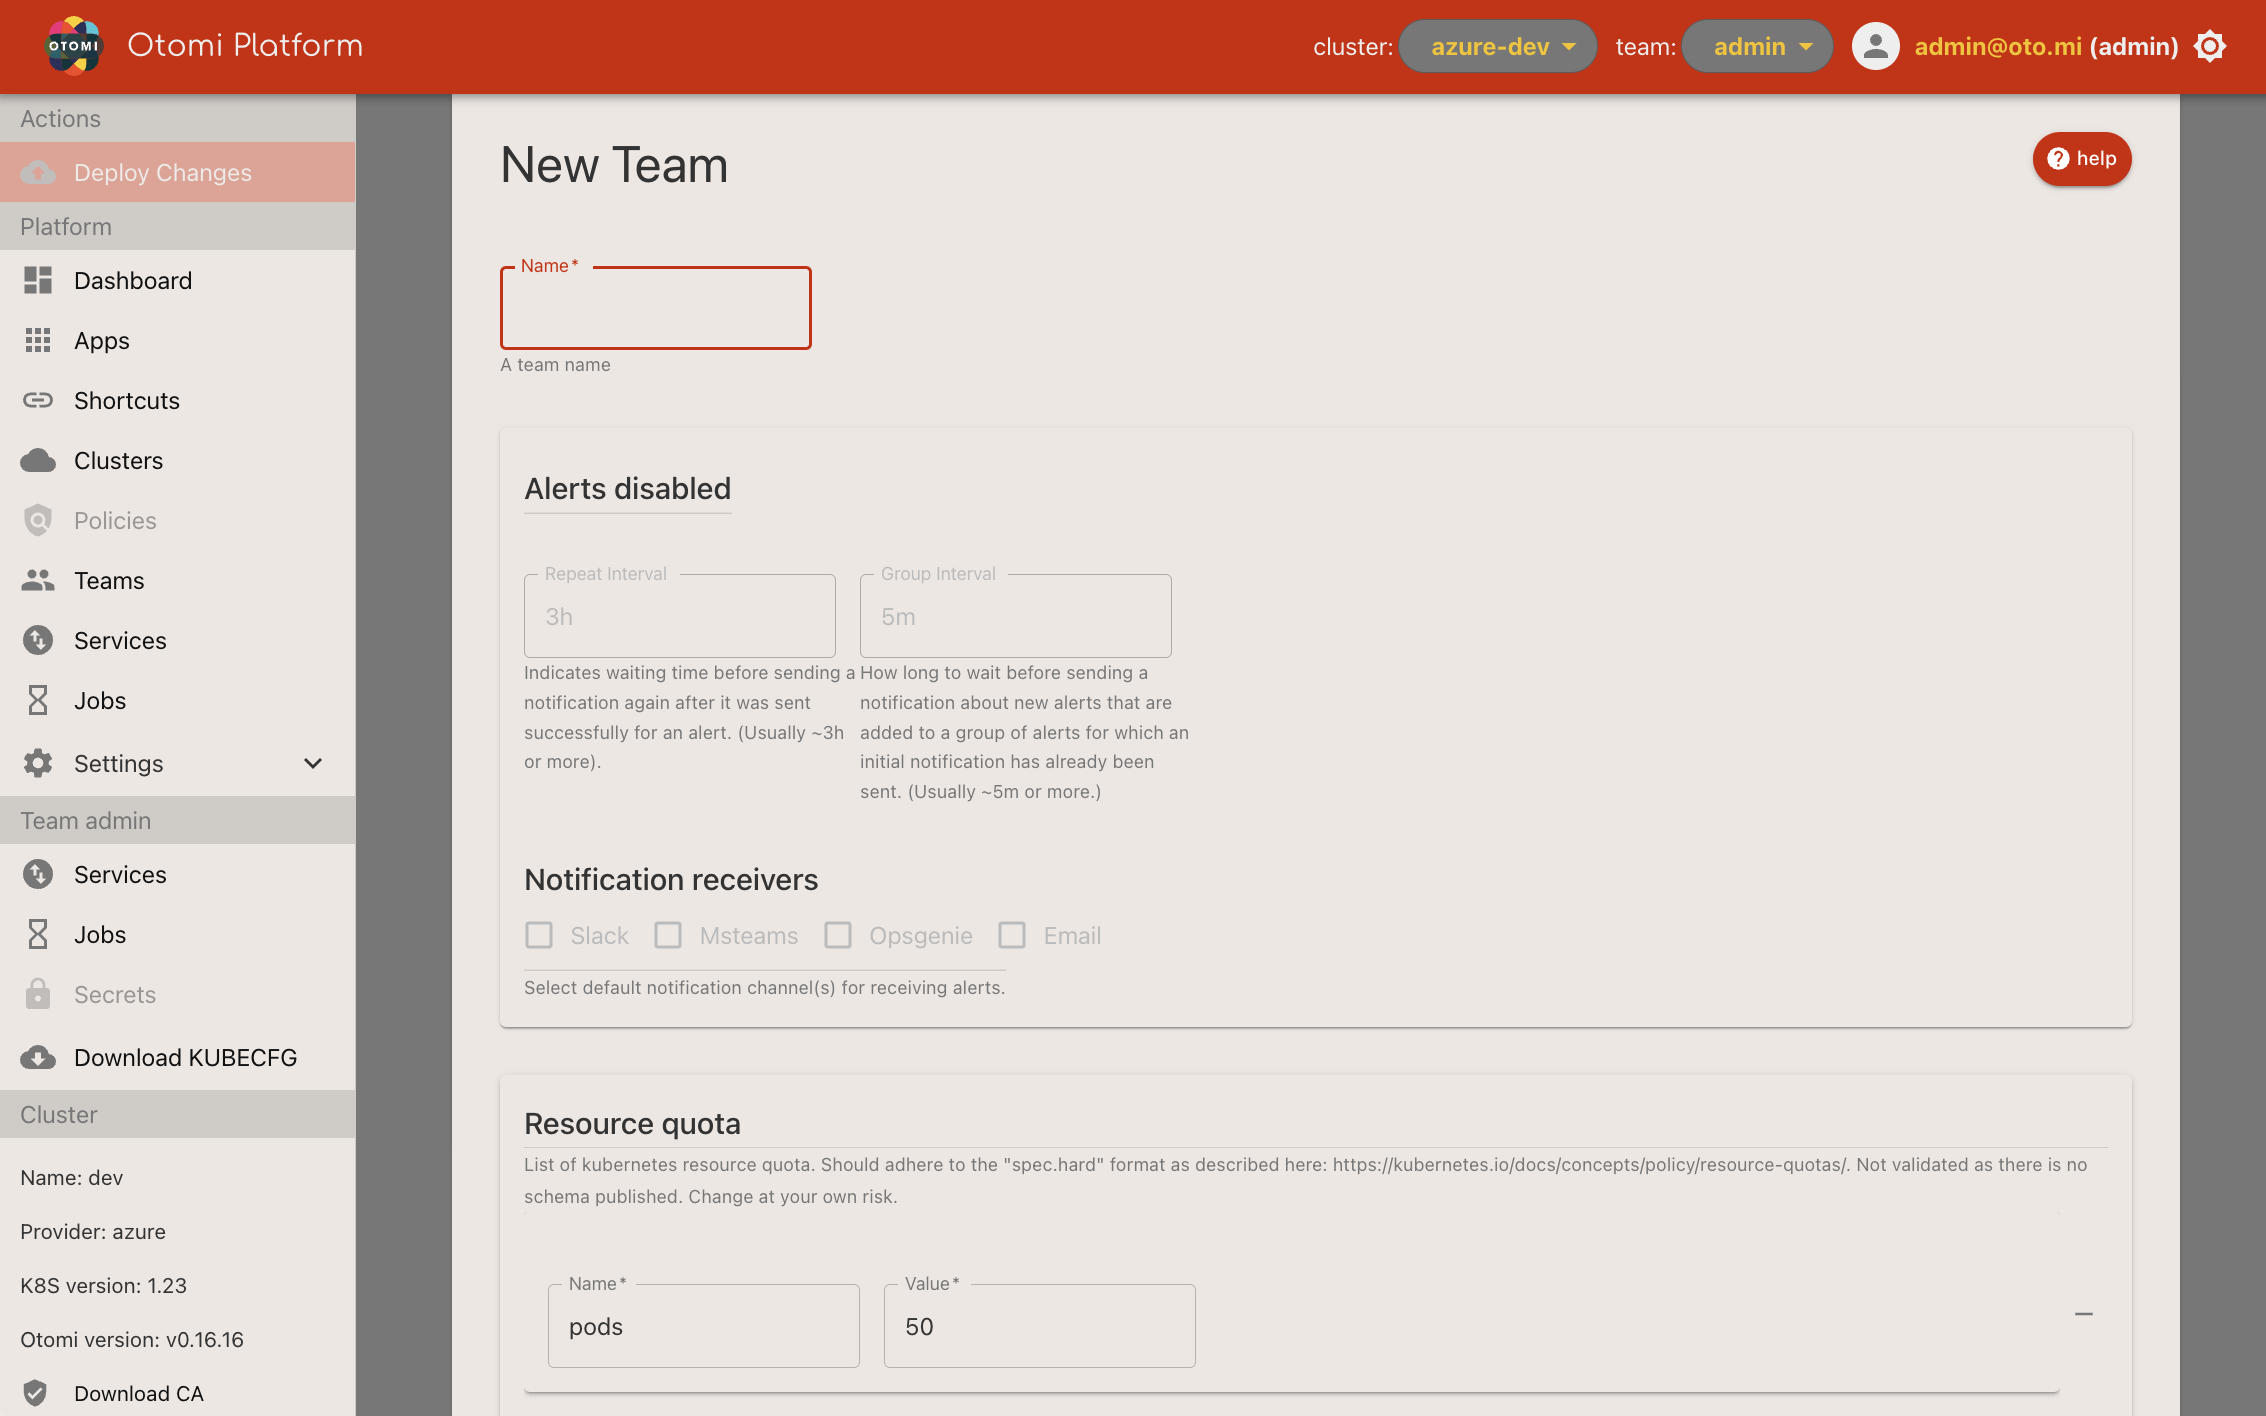 OTOMI
Otomi Platform
cluster: azure-dev team: admin admin@oto.mi (admin)
Actions
Deploy Changes
Platform
Dashboard
Apps
Shortcuts
Clusters
Policies
Teams
Services
Jobs
Settings
Team admin
Services
Jobs
Secrets
Download KUBECFG
Cluster
Name: dev
Provider: azure
K8S version: 1.23
Otomi version: v0.16.16
Download CA
New Team
help
Name*
A team name
Alerts disabled
Repeat Interval
3h
Indicates waiting time before sending a
notification again after it was sent
successfully for an alert. (Usually ~3h
or more).
Group Interval
5m
How long to wait before sending a
notification about new alerts that are
added to a group of alerts for which an
initial notification has already been
sent. (Usually ~5m or more.)
Notification receivers
Slack Msteams Opsgenie Email
Select default notification channel(s) for receiving alerts.
Resource quota
List of kubernetes resource quota. Should adhere to the "spec.hard" format as described here: https://kubernetes.io/docs/concepts/policy/resource-quotas/. Not validated as there is no
schema published. Change at your own risk.
Name*
pods
Value*
50